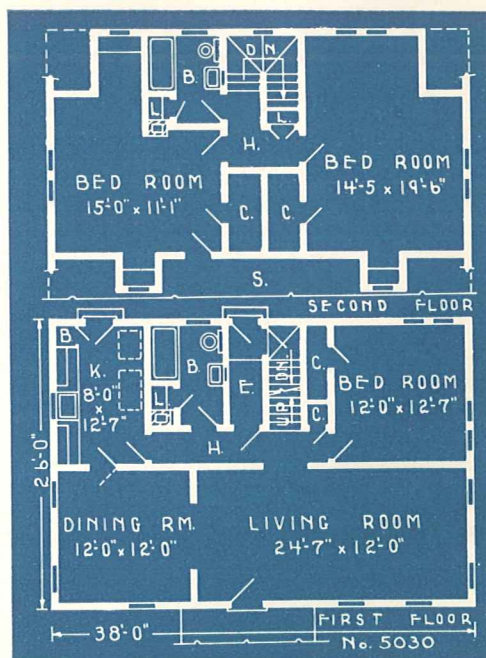 DN
B.
L.
L.
H.
BED ROOM
15'-0" x 11'-1"
BED ROOM
14'-5 x 19'-6"
C.
C.
S.
SECOND FLOOR
B
K.
8'-0"
x
12'-7"
B.
L.
E.
UP
DN.
C.
BED ROOM
12'-0" x 12'-7"
C.
H.
26'-0"
DINING RM.
12'-0" x 12'-0"
LIVING ROOM
24'-7" x 12'-0"
FIRST FLOOR
38'-0"
No. 5030